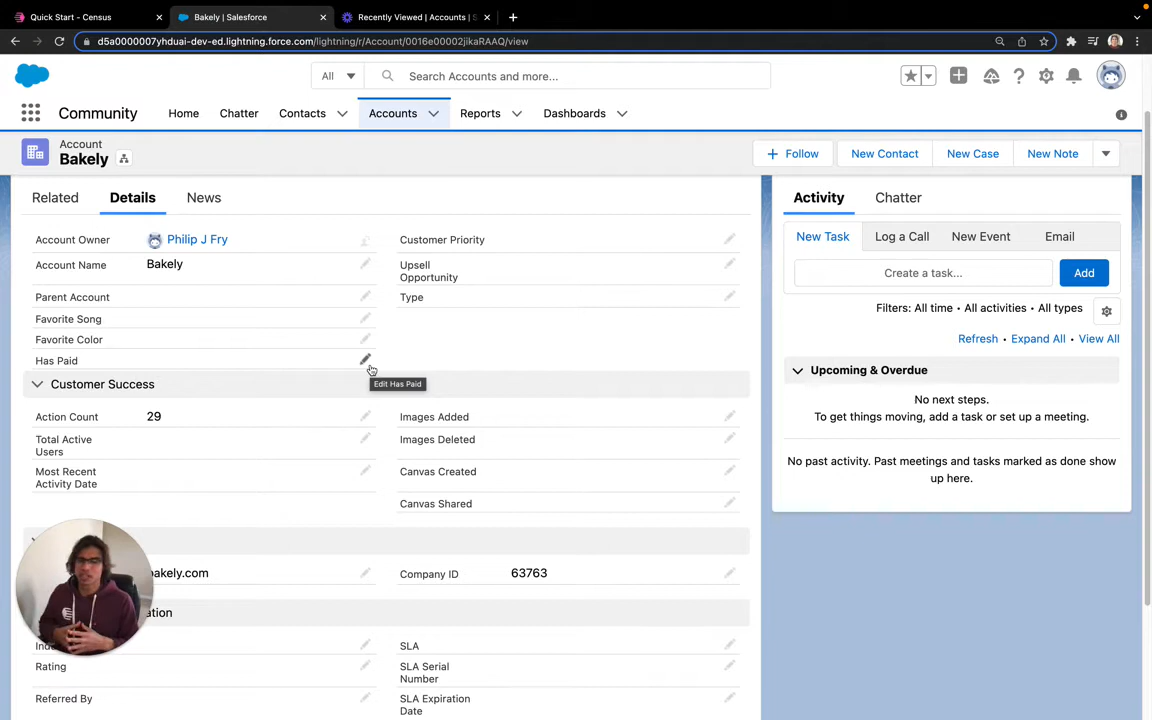 Quick Start - Census
Bakely | Salesforce
Recently Viewed | Accounts | S
d5a0000007yhduai-dev-ed.lightning.force.com/lightning/r/Account/0016e00002jikaRAAQ/view
All
Search Accounts and more...
Community
Home
Chatter
Contacts
Accounts
Reports
Dashboards
Account
Bakely
Follow
New Contact
New Case
New Note
Related
Details
News
Account Owner
Philip J Fry
Customer Priority
Account Name
Bakely
Upsell
Opportunity
Parent Account
Type
Favorite Song
Favorite Color
Has Paid
Edit Has Paid
Customer Success
Action Count
29
Images Added
Total Active
Users
Images Deleted
Most Recent
Activity Date
Canvas Created
Canvas Shared
bakely.com
Company ID
63763
ation
SLA
Rating
SLA Serial
Number
Referred By
SLA Expiration
Date
Activity
Chatter
New Task
Log a Call
New Event
Email
Create a task...
Add
Filters: All time • All activities • All types
Refresh • Expand All • View All
Upcoming & Overdue
No next steps.
To get things moving, add a task or set up a meeting.
No past activity. Past meetings and tasks marked as done show
up here.